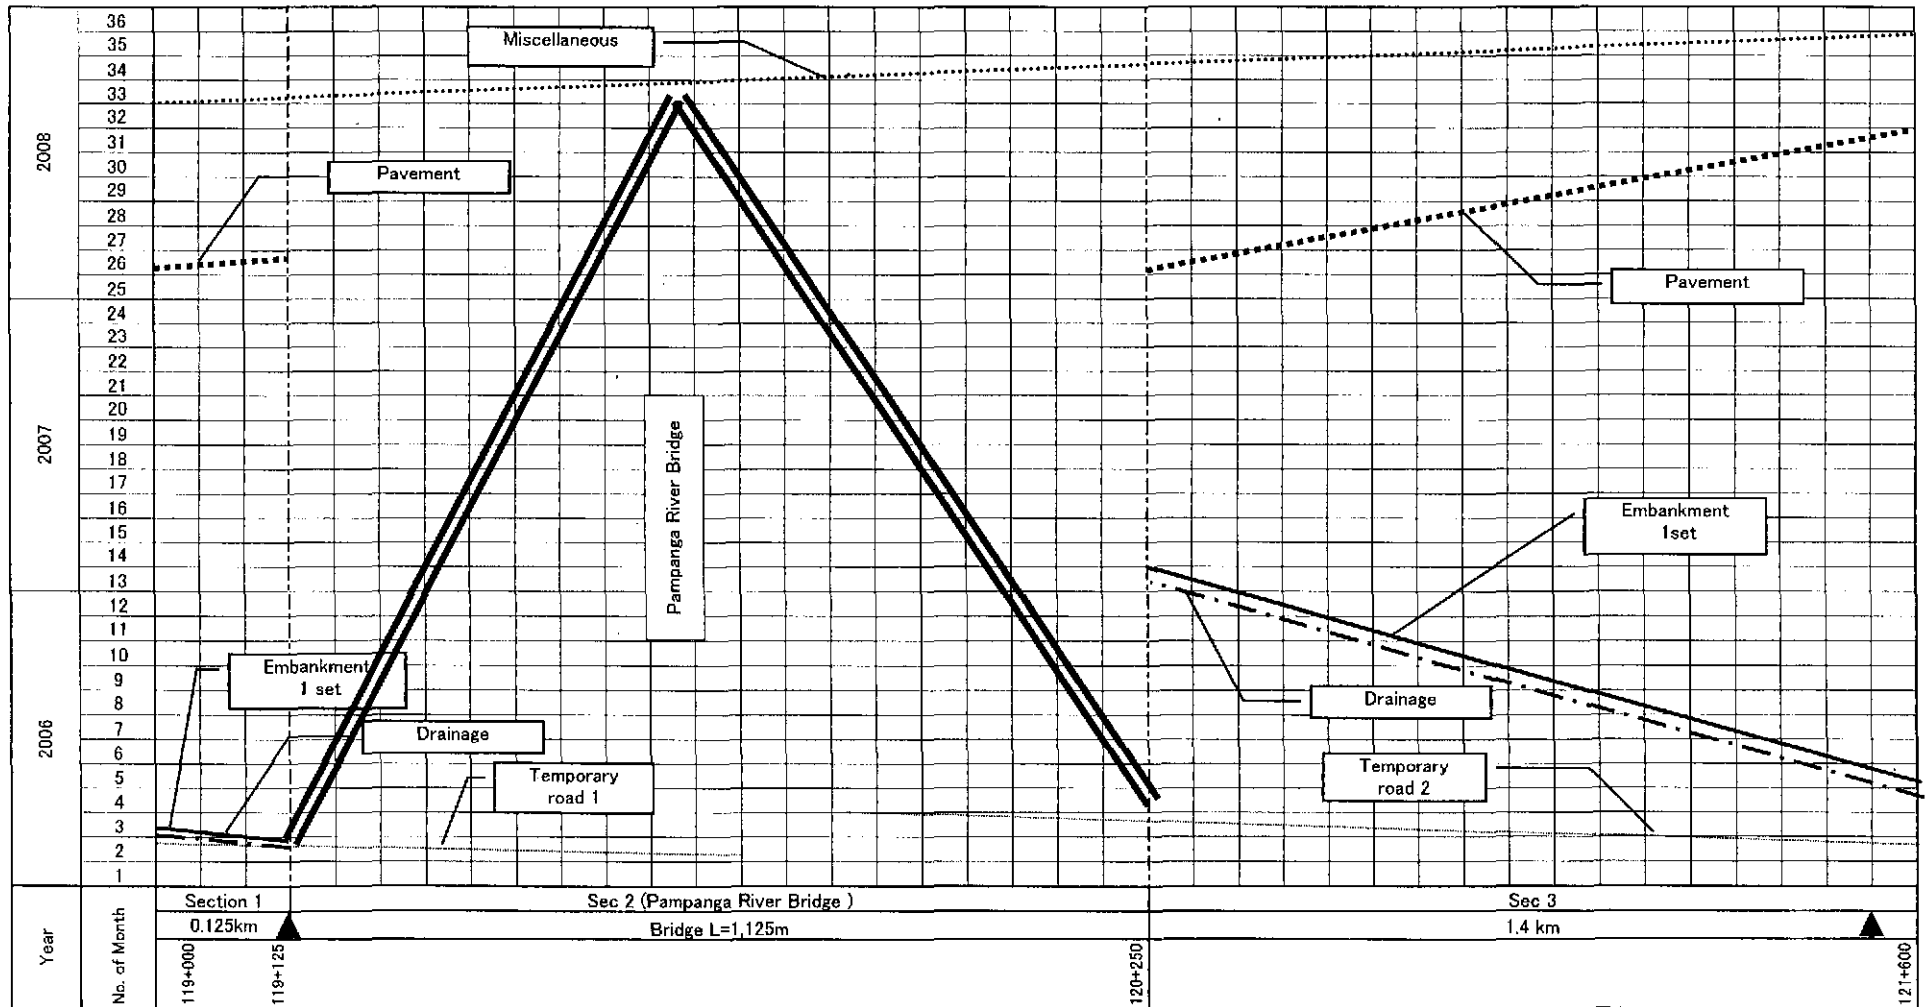 36
35
34
33
32
31
30
29
28
27
26
25
24
23
22
21
20
19
18
17
16
15
14
13
12
11
10
9
8
7
6
5
4
3
2
1
2008
2007
2006
Miscellaneous
Pavement
Pavement
Pampanga River Bridge
Embankment
1set
Embankment
1 set
Drainage
Drainage
Temporary
road 1
Temporary
road 2
Year
No. of Month
Section 1
Sec 2 (Pampanga River Bridge )
Sec 3
0.125km
Bridge L=1,125m
1.4 km
119+000
119+125
120+250
121+600